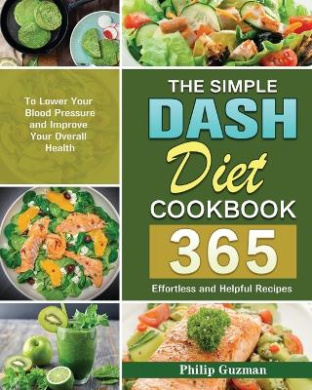 To Lower Your
Blood Pressure
and Improve
Your Overall
Health
THE SIMPLE
DASH
Diet
COOKBOOK
365
Effortless and Helpful Recipes
Philip Guzman